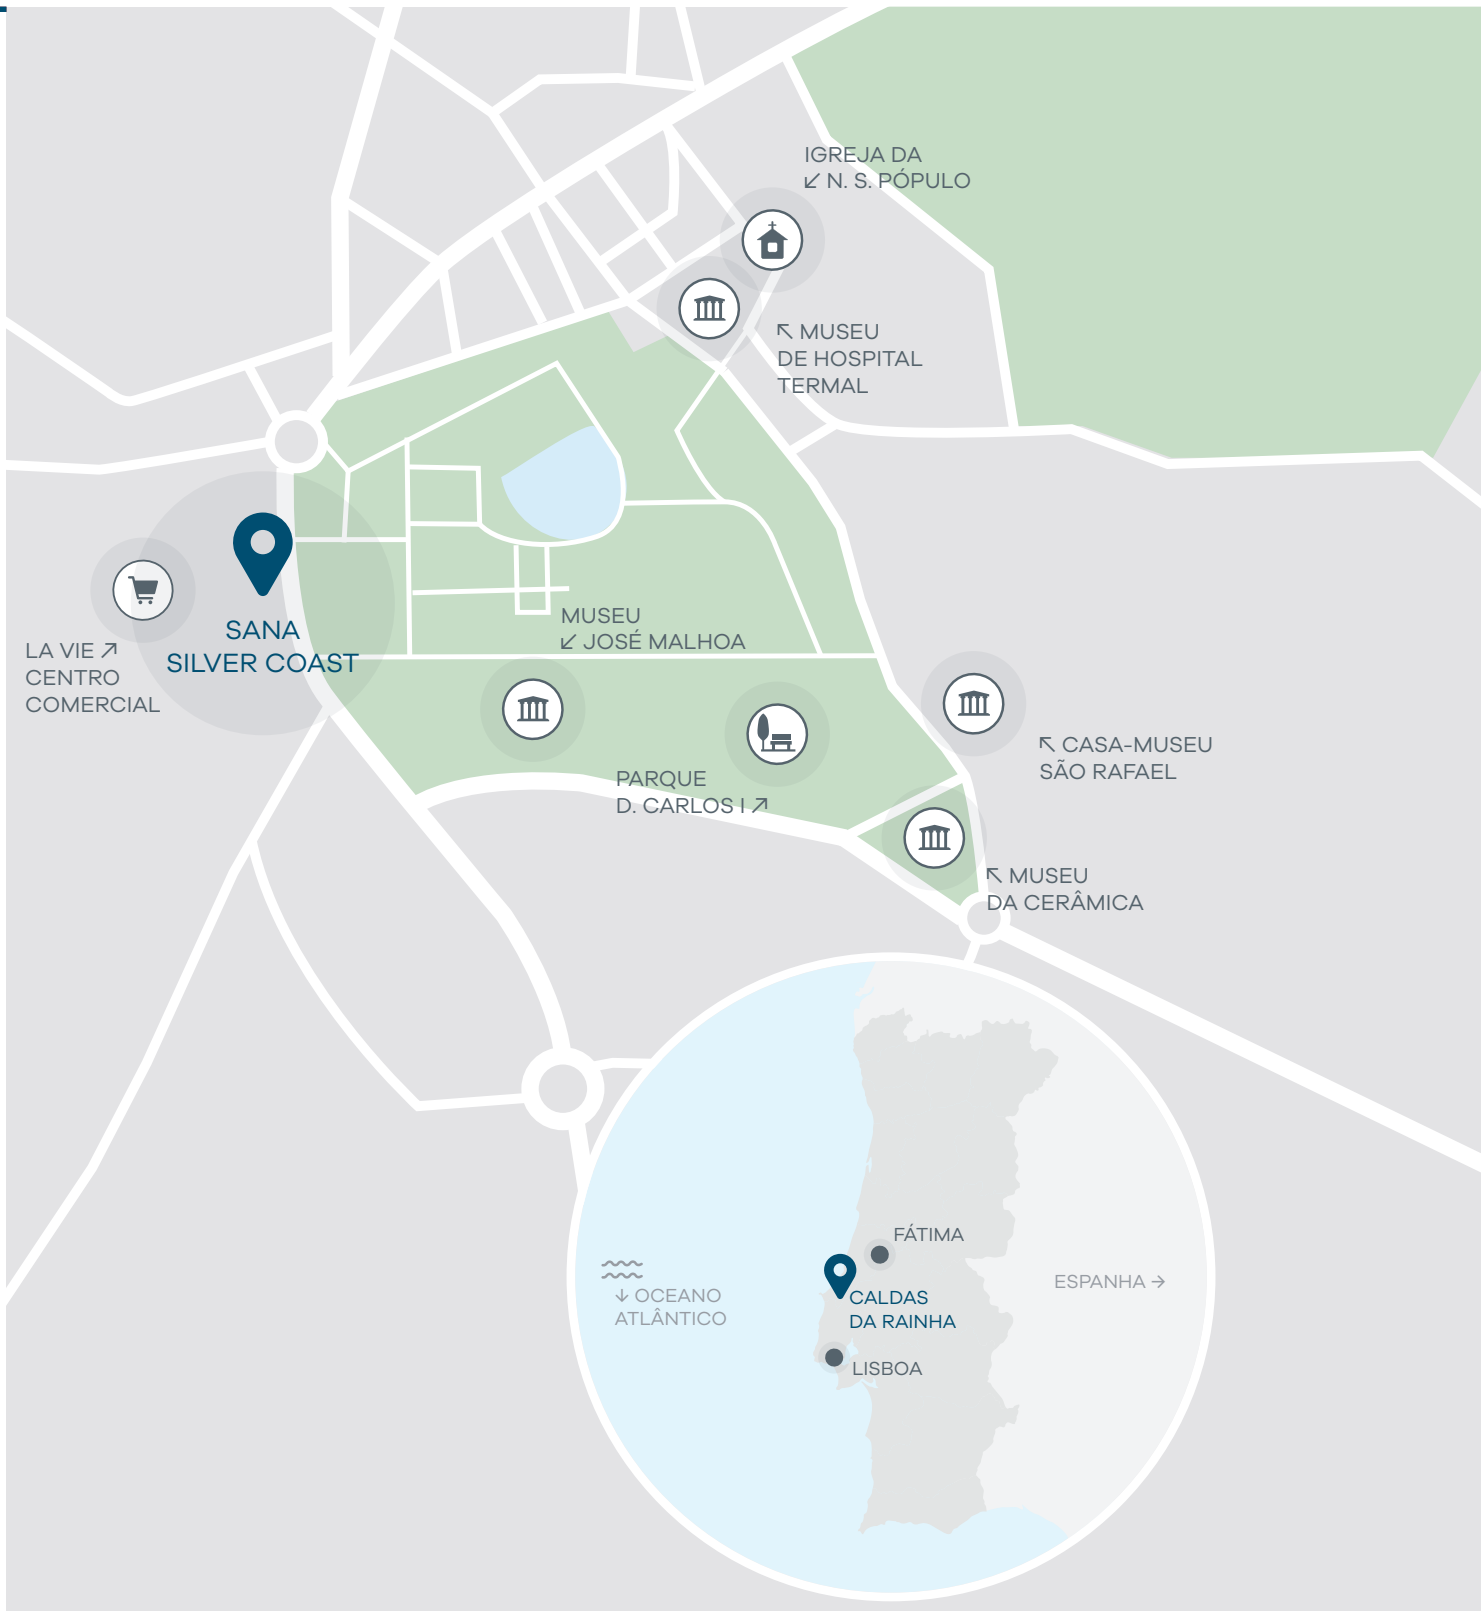 IGREJA DA
↙ N. S. PÓPULO
↖ MUSEU
DE HOSPITAL
TERMAL
MUSEU
↙ JOSÉ MALHOA
SANA
SILVER COAST
LA VIE ↗
CENTRO
COMERCIAL
↖ CASA-MUSEU
SÃO RAFAEL
PARQUE
D. CARLOS I ↗
↖ MUSEU
DA CERÂMICA
FÁTIMA
ESPANHA →
↓ OCEANO
ATLÂNTICO
CALDAS
DA RAINHA
LISBOA